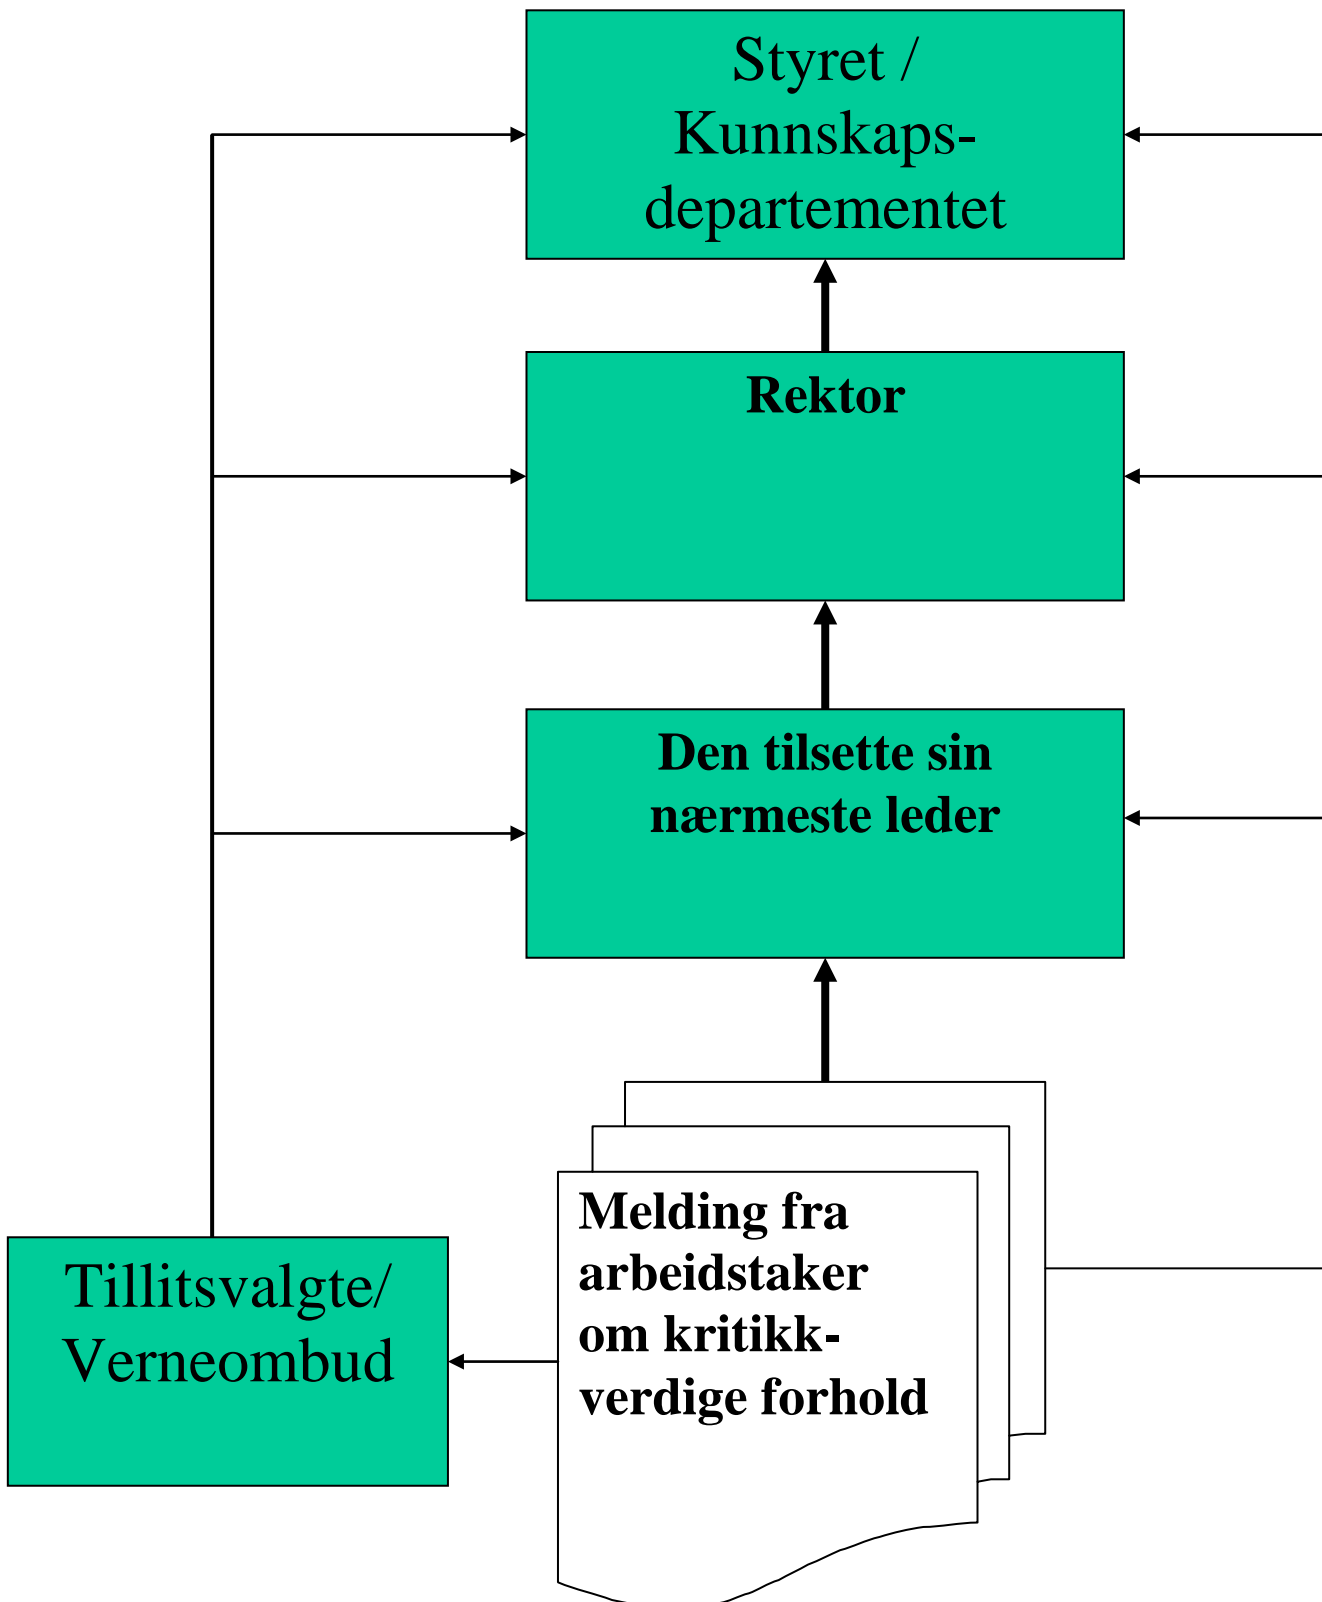 Styret /
Kunnskaps-
departementet
Rektor
Den tilsette sin
nærmeste leder
Melding fra
arbeidstaker
om kritikk-
verdige forhold
Tillitsvalgte/
Verneombud